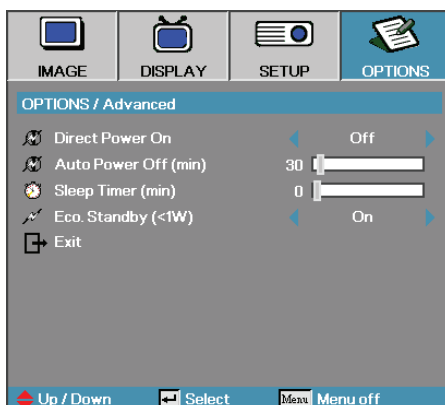 IMAGE DISPLAY SETUP OPTIONS
OPTIONS / Advanced
Direct Power On Off
Auto Power Off (min) 30
Sleep Timer (min) 0
Eco. Standby (<1W) On
Exit
Up / Down Select Menu Menu off